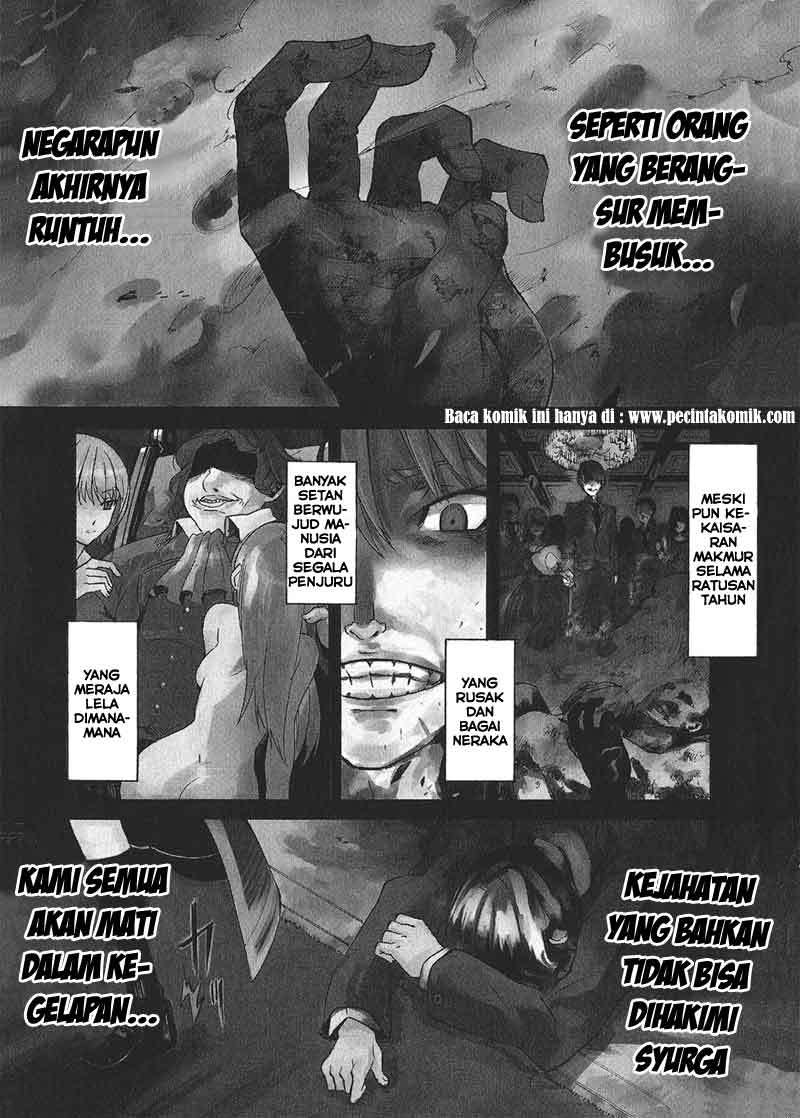 SEPERTI ORANG
YANG BERANG-
SUR MEM-
BUSUK...
NEGARAPUN
AKHIRNYA
RUNTUH...
Baca komik ini hanya di : www.pecintakomik.com
MESKI
PUN KE-
KAISA-
RAN
MAKMUR
SELAMA
RATUSAN
TAHUN
YANG
RUSAK
DAN
BAGAI
NERAKA
BANYAK
SETAN
BERWU-
JUD MA-
NUSIA
DARI
SEGALA
PENJURU
YANG
MERAJA
LELA
DIMANA-
MANA
KEJAHATAN
YANG BAHKAN
TIDAK BISA
DIHAKIMI
SYURGA
KAMI SEMUA
AKAN MATI
DALAM KE-
GELAPAN...